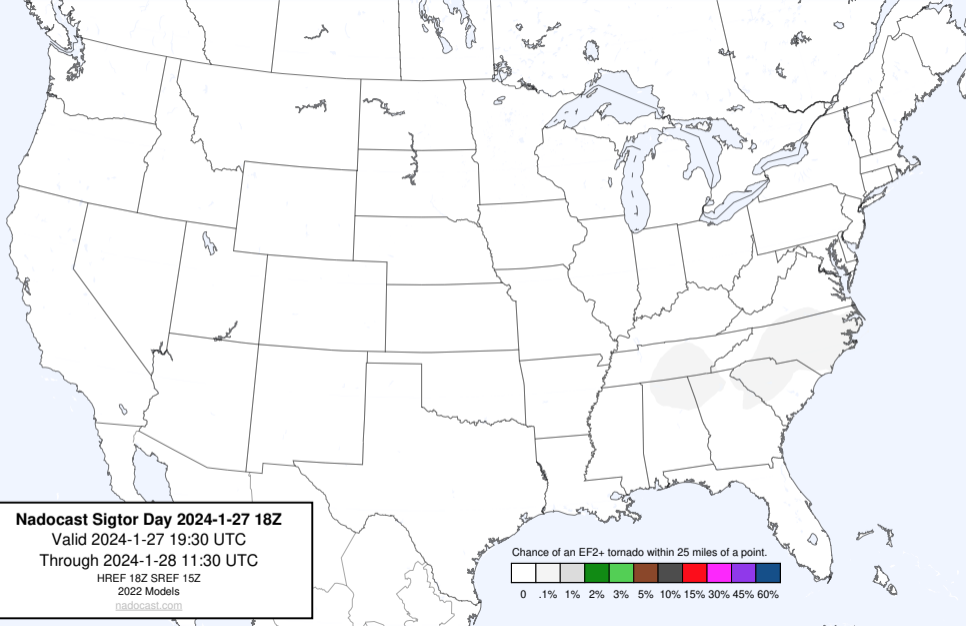 Nadocast Sigtor Day 2024-1-27 18Z
Valid 2024-1-27 19:30 UTC
Through 2024-1-28 11:30 UTC
HREF 18Z SREF 15Z
2022 Models
nadocast.com
Chance of an EF2+ tornado within 25 miles of a point.
0 .1% 1% 2% 3% 5% 10% 15% 30% 45% 60%